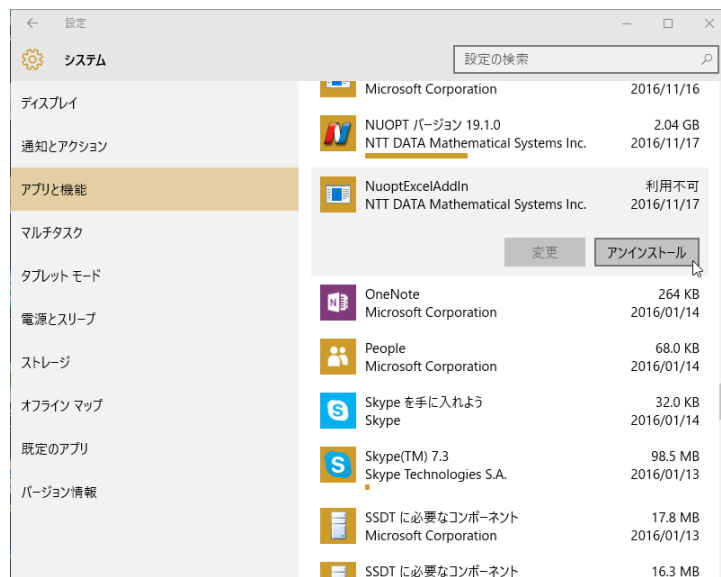 設定
システム
設定の検索
ディスプレイ
通知とアクション
アプリと機能
マルチタスク
タブレット モード
電源とスリープ
ストレージ
オフライン マップ
既定のアプリ
バージョン情報
Microsoft Corporation 2016/11/16
NUOPT バージョン 19.1.0 2.04 GB
NTT DATA Mathematical Systems Inc. 2016/11/17
NuoptExcelAddIn 利用不可
NTT DATA Mathematical Systems Inc. 2016/11/17
変更 アンインストール
OneNote 264 KB
Microsoft Corporation 2016/01/14
People 68.0 KB
Microsoft Corporation 2016/01/14
Skype を手に入れよう 32.0 KB
Skype 2016/01/14
Skype(TM) 7.3 98.5 MB
Skype Technologies S.A. 2016/01/13
SSDT に必要なコンポーネント 17.8 MB
Microsoft Corporation 2016/01/13
SSDT に必要なコンポーネント 16.3 MB